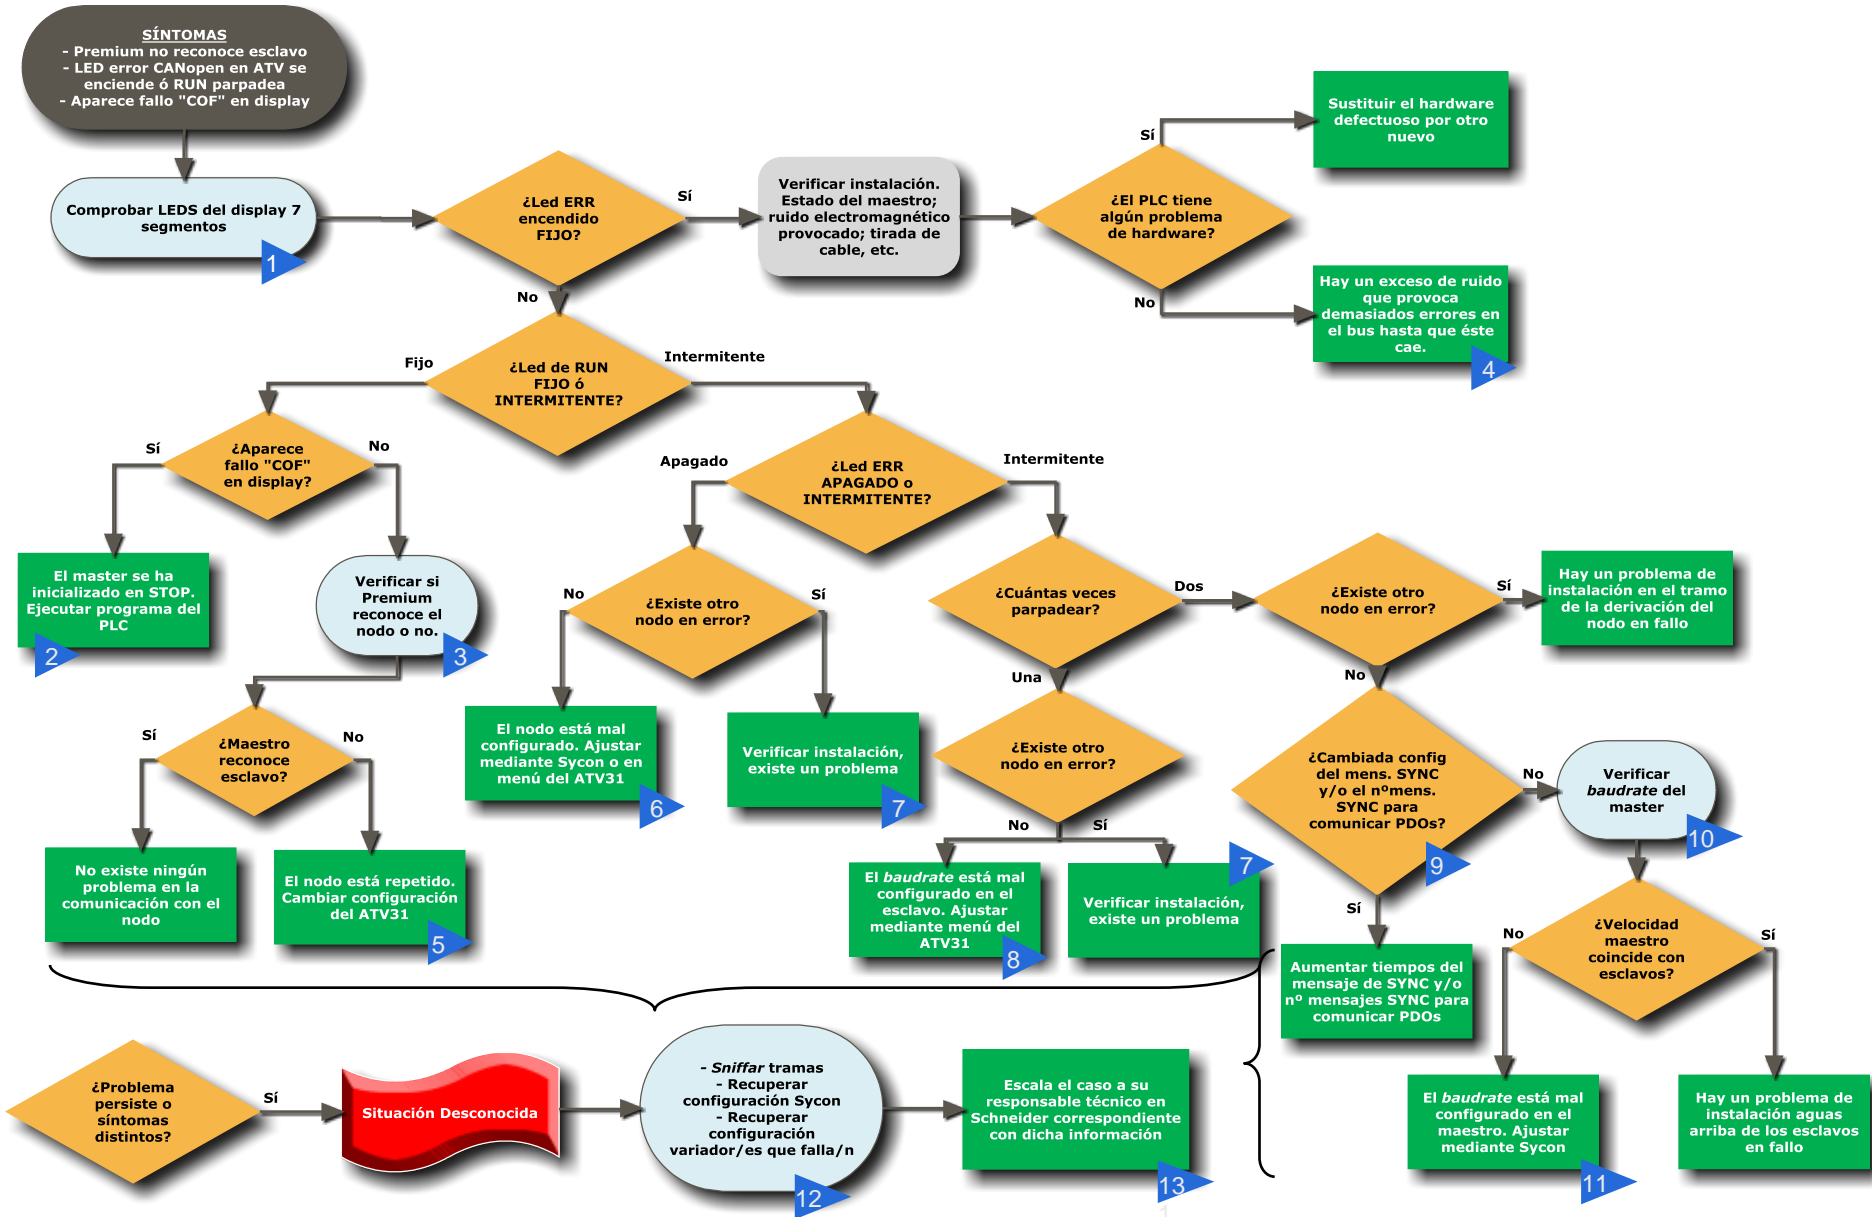 SÍNTOMAS
- Premium no reconoce esclavo
- LED error CANopen en ATV se
enciende ó RUN parpadea
- Aparece fallo "COF" en display
Comprobar LEDS del display 7
segmentos
1
¿Led ERR
encendido
FIJO?
Sí
No
Verificar instalación.
Estado del maestro;
ruido electromagnético
provocado; tirada de
cable, etc.
¿El PLC tiene
algún problema
de hardware?
Sí
No
Sustituir el hardware
defectuoso por otro
nuevo
Hay un exceso de ruido
que provoca
demasiados errores en
el bus hasta que éste
cae.
4
¿Led de RUN
FIJO ó
INTERMITENTE?
Fijo
Intermitente
¿Aparece
fallo "COF"
en display?
Sí
No
El master se ha
inicializado en STOP.
Ejecutar programa del
PLC
2
Verificar si
Premium
reconoce el
nodo o no.
3
¿Maestro
reconoce
esclavo?
Sí
No
No existe ningún
problema en la
comunicación con el
nodo
El nodo está repetido.
Cambiar configuración
del ATV31
5
¿Led ERR
APAGADO o
INTERMITENTE?
Apagado
Intermitente
¿Existe otro
nodo en error?
No
Sí
El nodo está mal
configurado. Ajustar
mediante Sycon o en
menú del ATV31
6
Verificar instalación,
existe un problema
7
¿Cuántas veces
parpadear?
Dos
Una
¿Existe otro
nodo en error?
No
Sí
El baudrate está mal
configurado en el
esclavo. Ajustar
mediante menú del
ATV31
8
7
Verificar instalación,
existe un problema
¿Existe otro
nodo en error?
Sí
No
Hay un problema de
instalación en el tramo
de la derivación del
nodo en fallo
¿Cambiada config
del mens. SYNC
y/o el nºmens.
SYNC para
comunicar PDOs?
9
No
Sí
Aumentar tiempos del
mensaje de SYNC y/o
nº mensajes SYNC para
comunicar PDOs
Verificar
baudrate del
master
10
¿Velocidad
maestro
coincide con
esclavos?
No
Sí
El baudrate está mal
configurado en el
maestro. Ajustar
mediante Sycon
11
Hay un problema de
instalación aguas
arriba de los esclavos
en fallo
¿Problema
persiste o
síntomas
distintos?
Sí
Situación Desconocida
- Sniffar tramas
- Recuperar
configuración Sycon
- Recuperar
configuración
variador/es que falla/n
12
Escala el caso a su
responsable técnico en
Schneider correspondiente
con dicha información
13
1